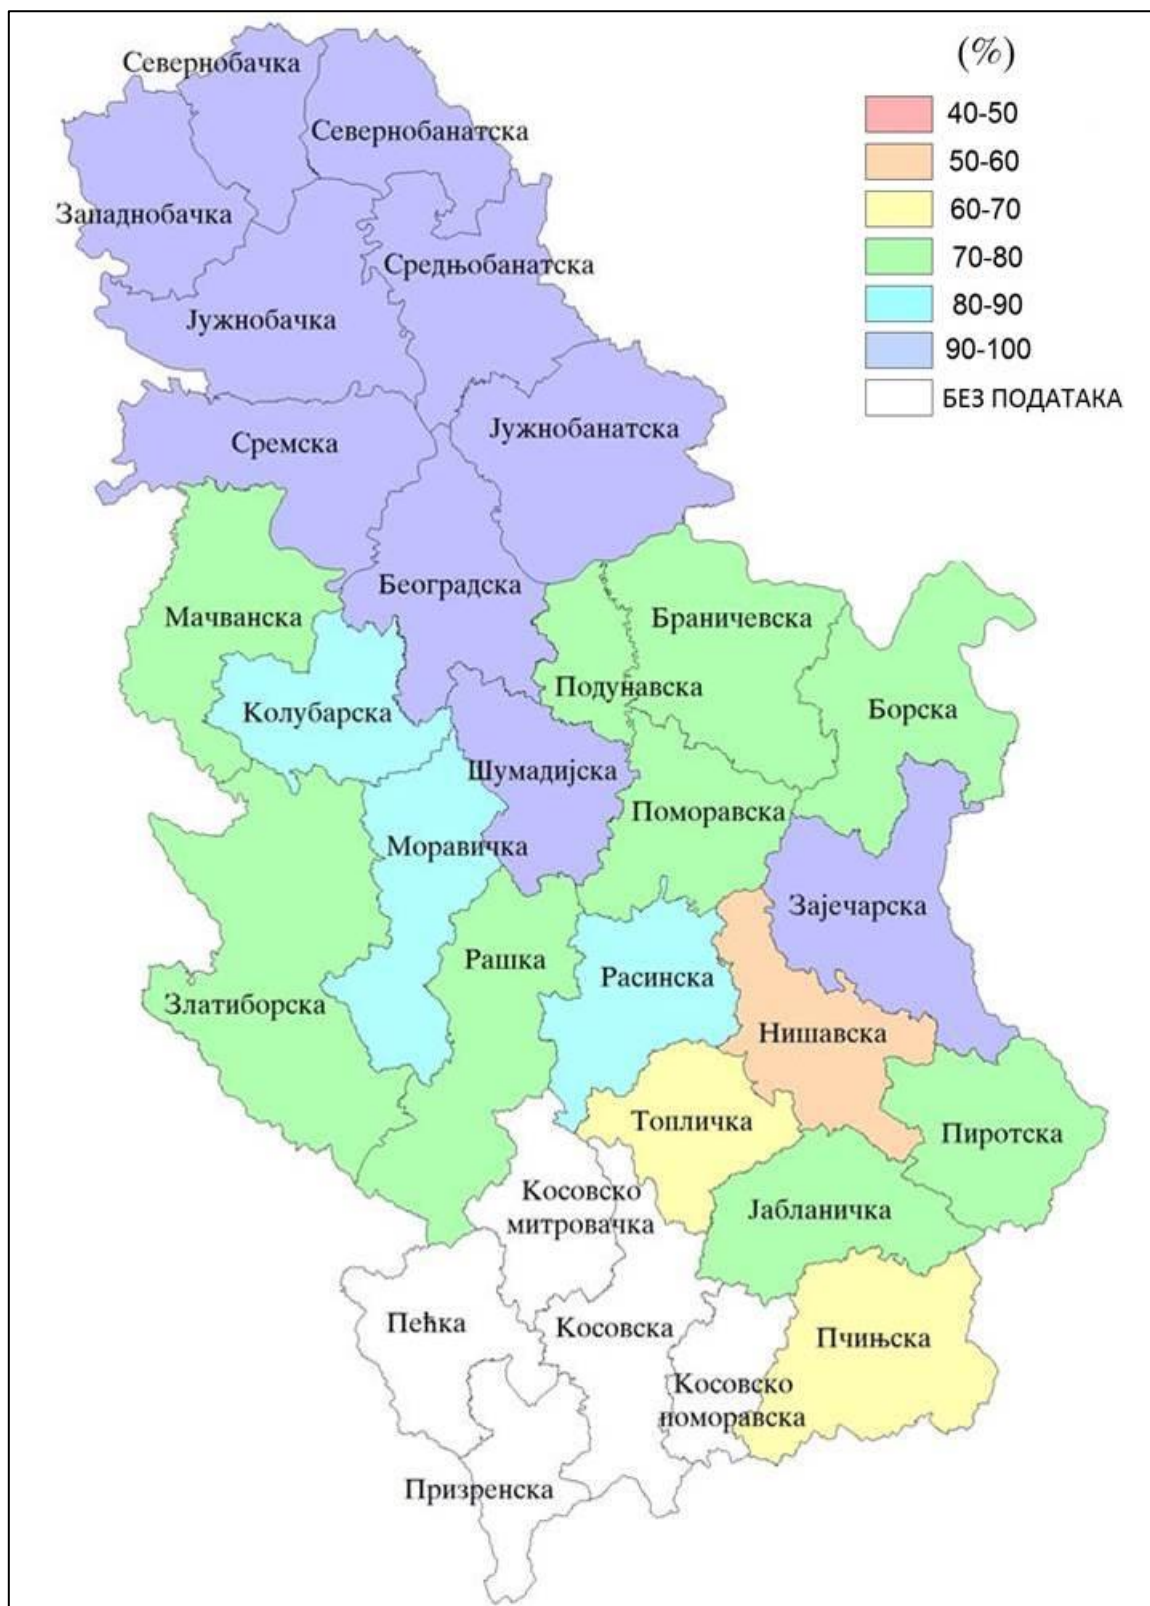 (%)
40-50
50-60
60-70
70-80
80-90
90-100
БЕЗ ПОДАТАКА
Севернобачка
Севернобанатска
Западнобачка
Средњобанатска
Јужнобачка
Јужнобанатска
Сремска
Београдска
Мачванска
Браничевска
Подунавска
Колубарска
Борска
Шумадијска
Поморавска
Моравичка
Зајечарска
Рашка
Расинска
Златиборска
Нишавска
Топличка
Пиротска
Косовско
митровачка
Јабланичка
Пећка
Косовска
Пчињска
Косовско
поморавска
Призренска